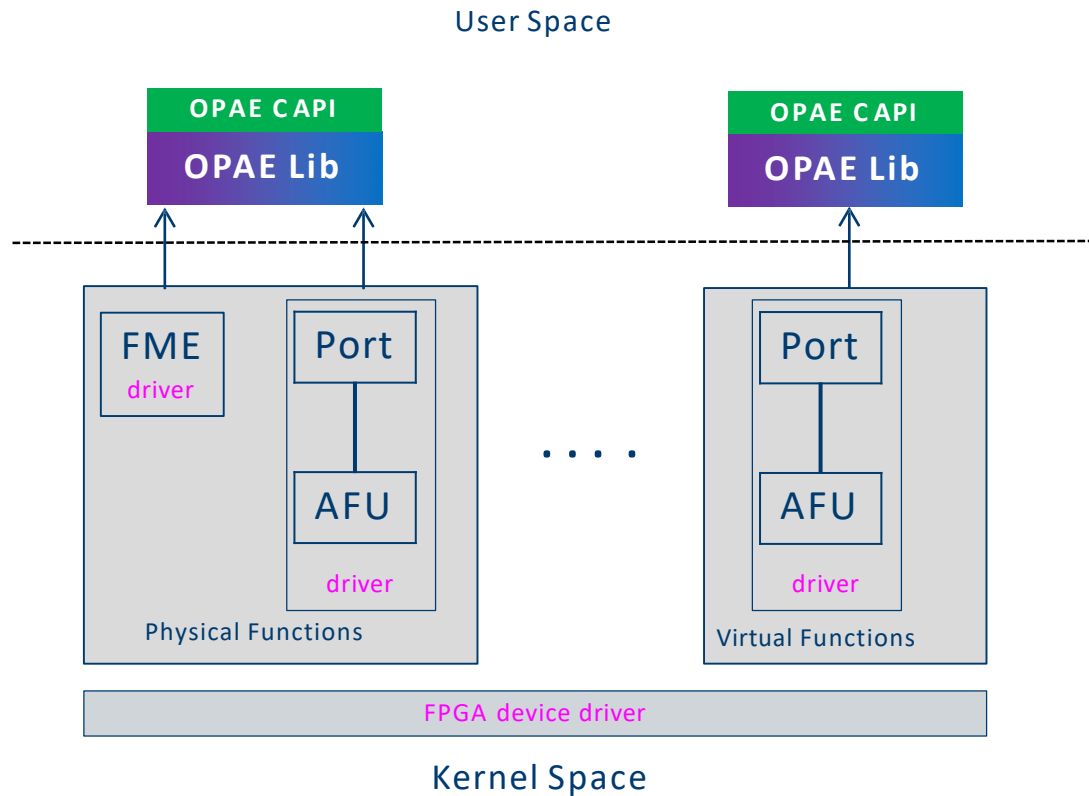 User Space
OPAE C API
OPAE Lib
OPAE C API
OPAE Lib
FME
driver
Port
AFU
driver
Physical Functions
. . . .
Port
AFU
driver
Virtual Functions
FPGA device driver
Kernel Space